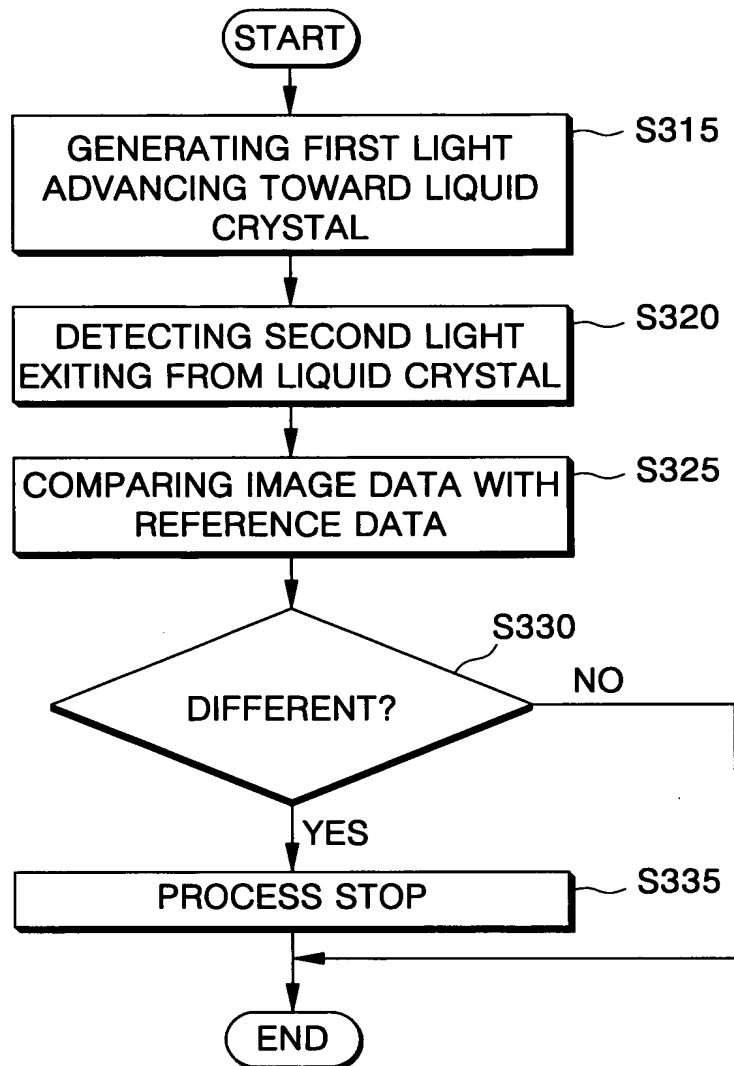 START
S315
GENERATING FIRST LIGHT
ADVANCING TOWARD LIQUID
CRYSTAL
S320
DETECTING SECOND LIGHT
EXITING FROM LIQUID CRYSTAL
S325
COMPARING IMAGE DATA WITH
REFERENCE DATA
S330
DIFFERENT?
NO
YES
PROCESS STOP
S335
END